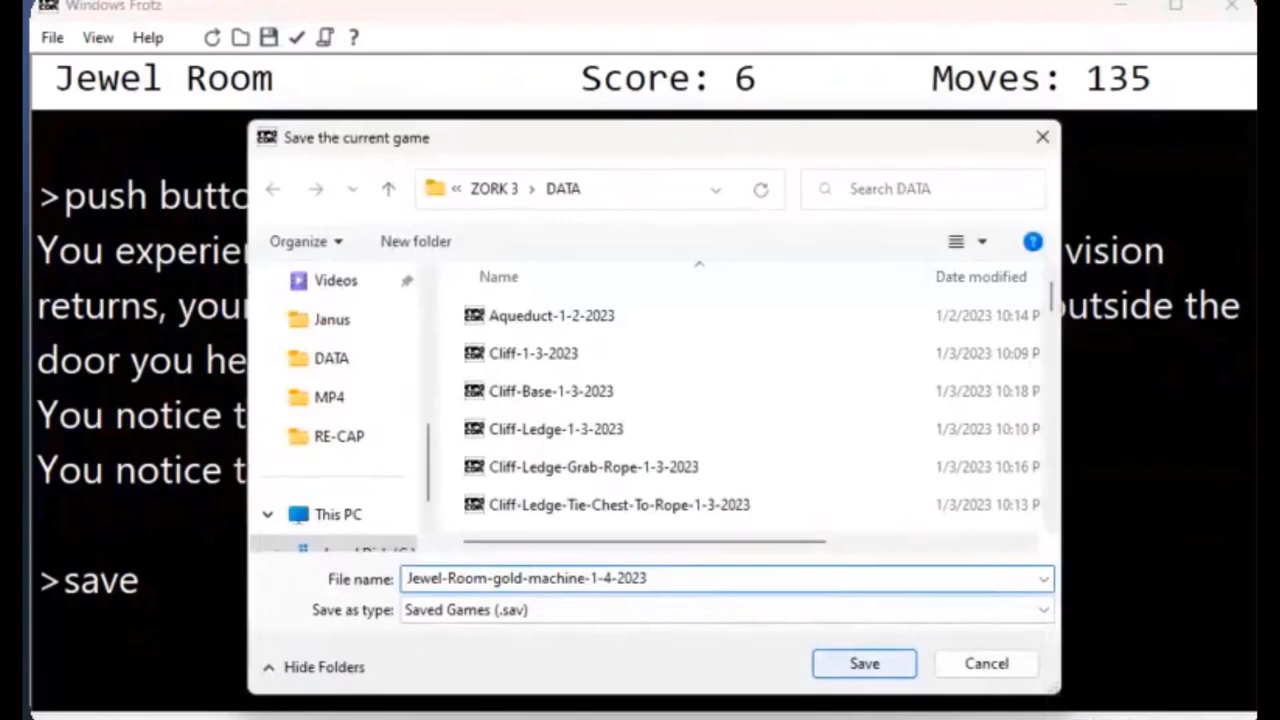 Windows Frotz
File View Help ?
Jewel Room Score: 6 Moves: 135
Save the current game
>push butto
« ZORK 3 › DATA
Search DATA
Organize New folder
You experie vision
Videos
Name Date modified
returns, your outside the
Aqueduct-1-2-2023 1/2/2023 10:14 P
Janus
Cliff-1-3-2023 1/3/2023 10:09 P
DATA
door you he
Cliff-Base-1-3-2023 1/3/2023 10:18 P
MP4
You notice t
Cliff-Ledge-1-3-2023 1/3/2023 10:10 P
RE-CAP
Cliff-Ledge-Grab-Rope-1-3-2023 1/3/2023 10:16 P
You notice t
Cliff-Ledge-Tie-Chest-To-Rope-1-3-2023 1/3/2023 10:13 P
This PC
>save
File name: Jewel-Room-gold-machine-1-4-2023
Save as type: Saved Games (.sav)
Hide Folders
Save Cancel